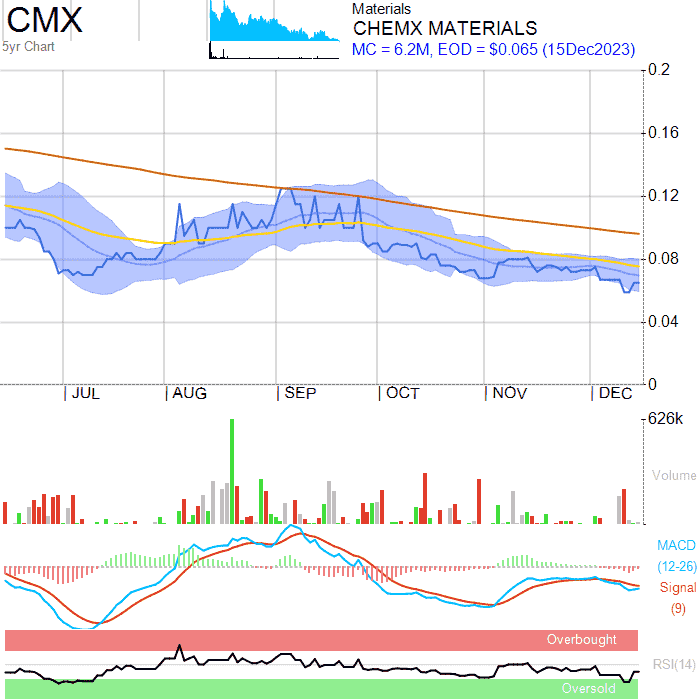 CMX
5yr Chart
Materials
CHEMX MATERIALS
MC = 6.2M, EOD = $0.065 (15Dec2023)
0.2
0.16
0.12
0.08
0.04
0
JUL AUG SEP OCT NOV DEC
626k
Volume
MACD
(12-26)
Signal
(9)
Overbought
RSI(14)
Oversold